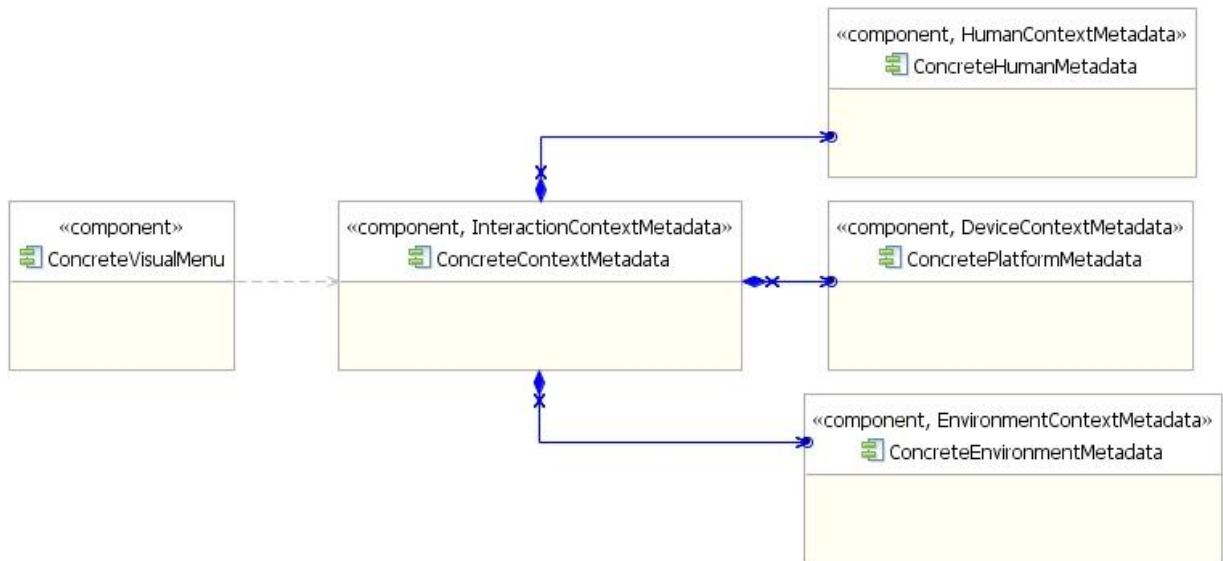 «component, HumanContextMetadata»
ConcreteHumanMetadata
«component»
ConcreteVisualMenu
«component, InteractionContextMetadata»
ConcreteContextMetadata
«component, DeviceContextMetadata»
ConcretePlatformMetadata
«component, EnvironmentContextMetadata»
ConcreteEnvironmentMetadata